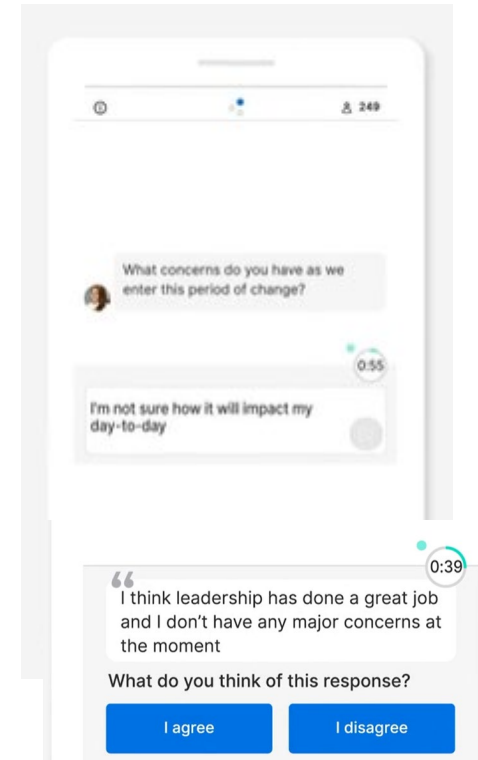 249
What concerns do you have as we
enter this period of change?
0:55
I'm not sure how it will impact my
day-to-day
0:39
“
I think leadership has done a great job
and I don’t have any major concerns at
the moment
What do you think of this response?
I agree
I disagree